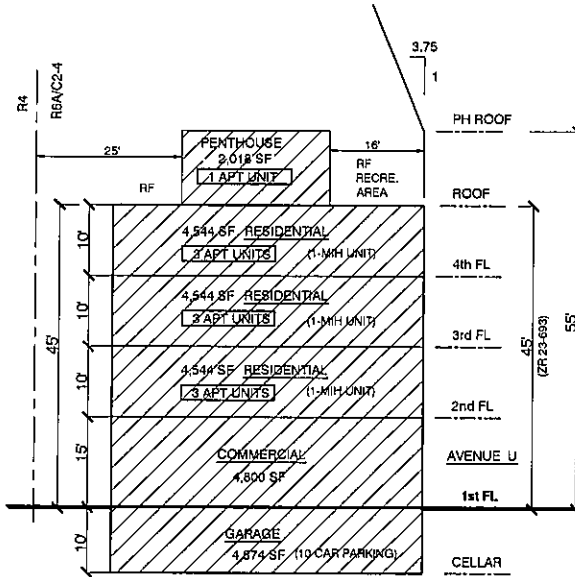 3.75
1
R4
R6A/C2-4
PH ROOF
PENTHOUSE
2,018 SF
1 APT UNIT
25'
16'
RF
RF
RECRE.
AREA
ROOF
4,544 SF RESIDENTIAL
3 APT UNITS (1-MIH UNIT)
10'
4th FL
4,544 SF RESIDENTIAL
3 APT UNITS (1-MIH UNIT)
10'
3rd FL
45'
45'
(ZR 23-693)
55'
4,544 SF RESIDENTIAL
3 APT UNITS (1-MIH UNIT)
10'
2nd FL
COMMERCIAL
4,800 SF
15'
AVENUE U
1st FL
GARAGE
4,874 SF (10 CAR PARKING)
10'
CELLAR